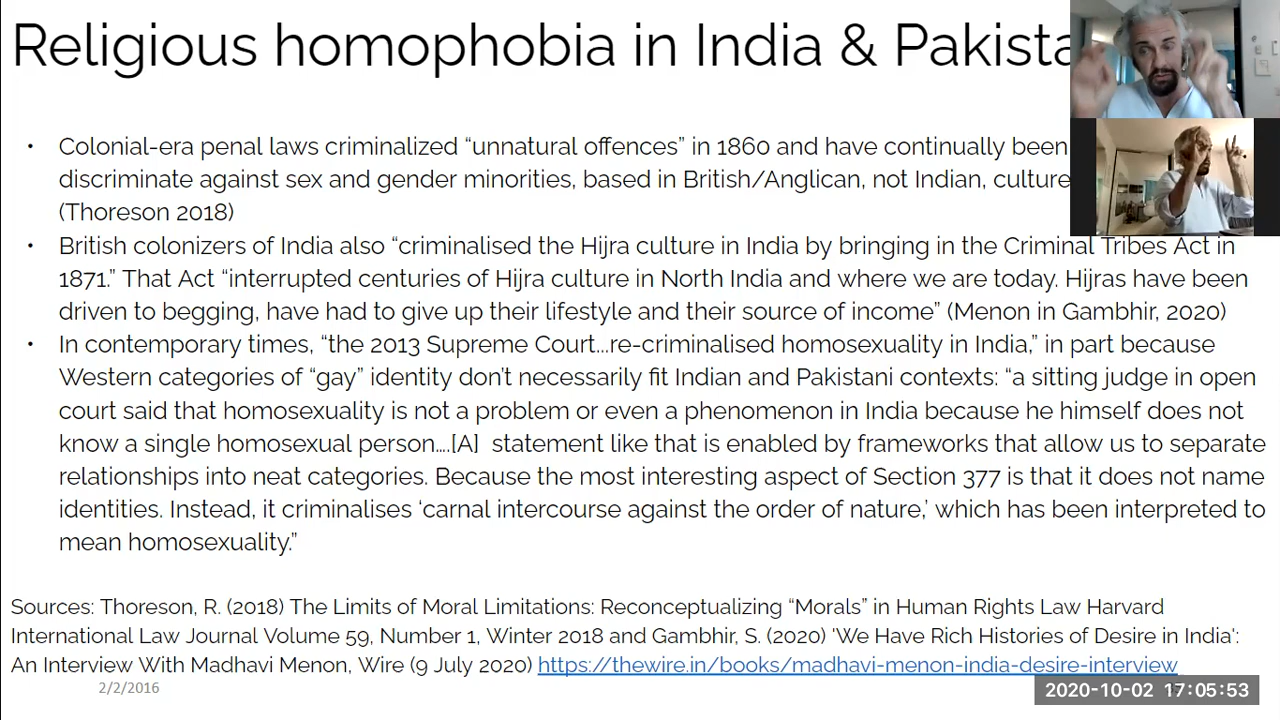 Religious homophobia in India & Pakista
• Colonial-era penal laws criminalized “unnatural offences” in 1860 and have continually been
discriminate against sex and gender minorities, based in British/Anglican, not Indian, culture
(Thoreson 2018)
• British colonizers of India also “criminalised the Hijra culture in India by bringing in the Criminal Tribes Act in
1871.” That Act “interrupted centuries of Hijra culture in North India and where we are today. Hijras have been
driven to begging, have had to give up their lifestyle and their source of income” (Menon in Gambhir, 2020)
• In contemporary times, “the 2013 Supreme Court...re-criminalised homosexuality in India,” in part because
Western categories of “gay” identity don’t necessarily fit Indian and Pakistani contexts: “a sitting judge in open
court said that homosexuality is not a problem or even a phenomenon in India because he himself does not
know a single homosexual person....[A] statement like that is enabled by frameworks that allow us to separate
relationships into neat categories. Because the most interesting aspect of Section 377 is that it does not name
identities. Instead, it criminalises ‘carnal intercourse against the order of nature,’ which has been interpreted to
mean homosexuality.”
Sources: Thoreson, R. (2018) The Limits of Moral Limitations: Reconceptualizing “Morals” in Human Rights Law Harvard
International Law Journal Volume 59, Number 1, Winter 2018 and Gambhir, S. (2020) 'We Have Rich Histories of Desire in India':
An Interview With Madhavi Menon, Wire (9 July 2020) https://thewire.in/books/madhavi-menon-india-desire-interview
2/2/2016
2020-10-02 17:05:53